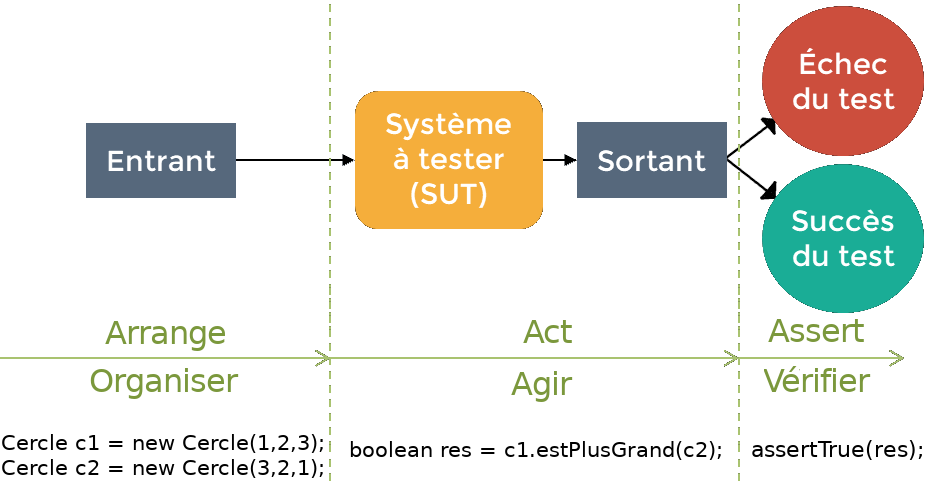 Entrant
Système
à tester
(SUT)
Sortant
Échec
du test
Succès
du test
Arrange
Act
Assert
Organiser
Agir
Vérifier
Cercle c1 = new Cercle(1,2,3);
Cercle c2 = new Cercle(3,2,1);
boolean res = c1.estPlusGrand(c2);
assertTrue(res);